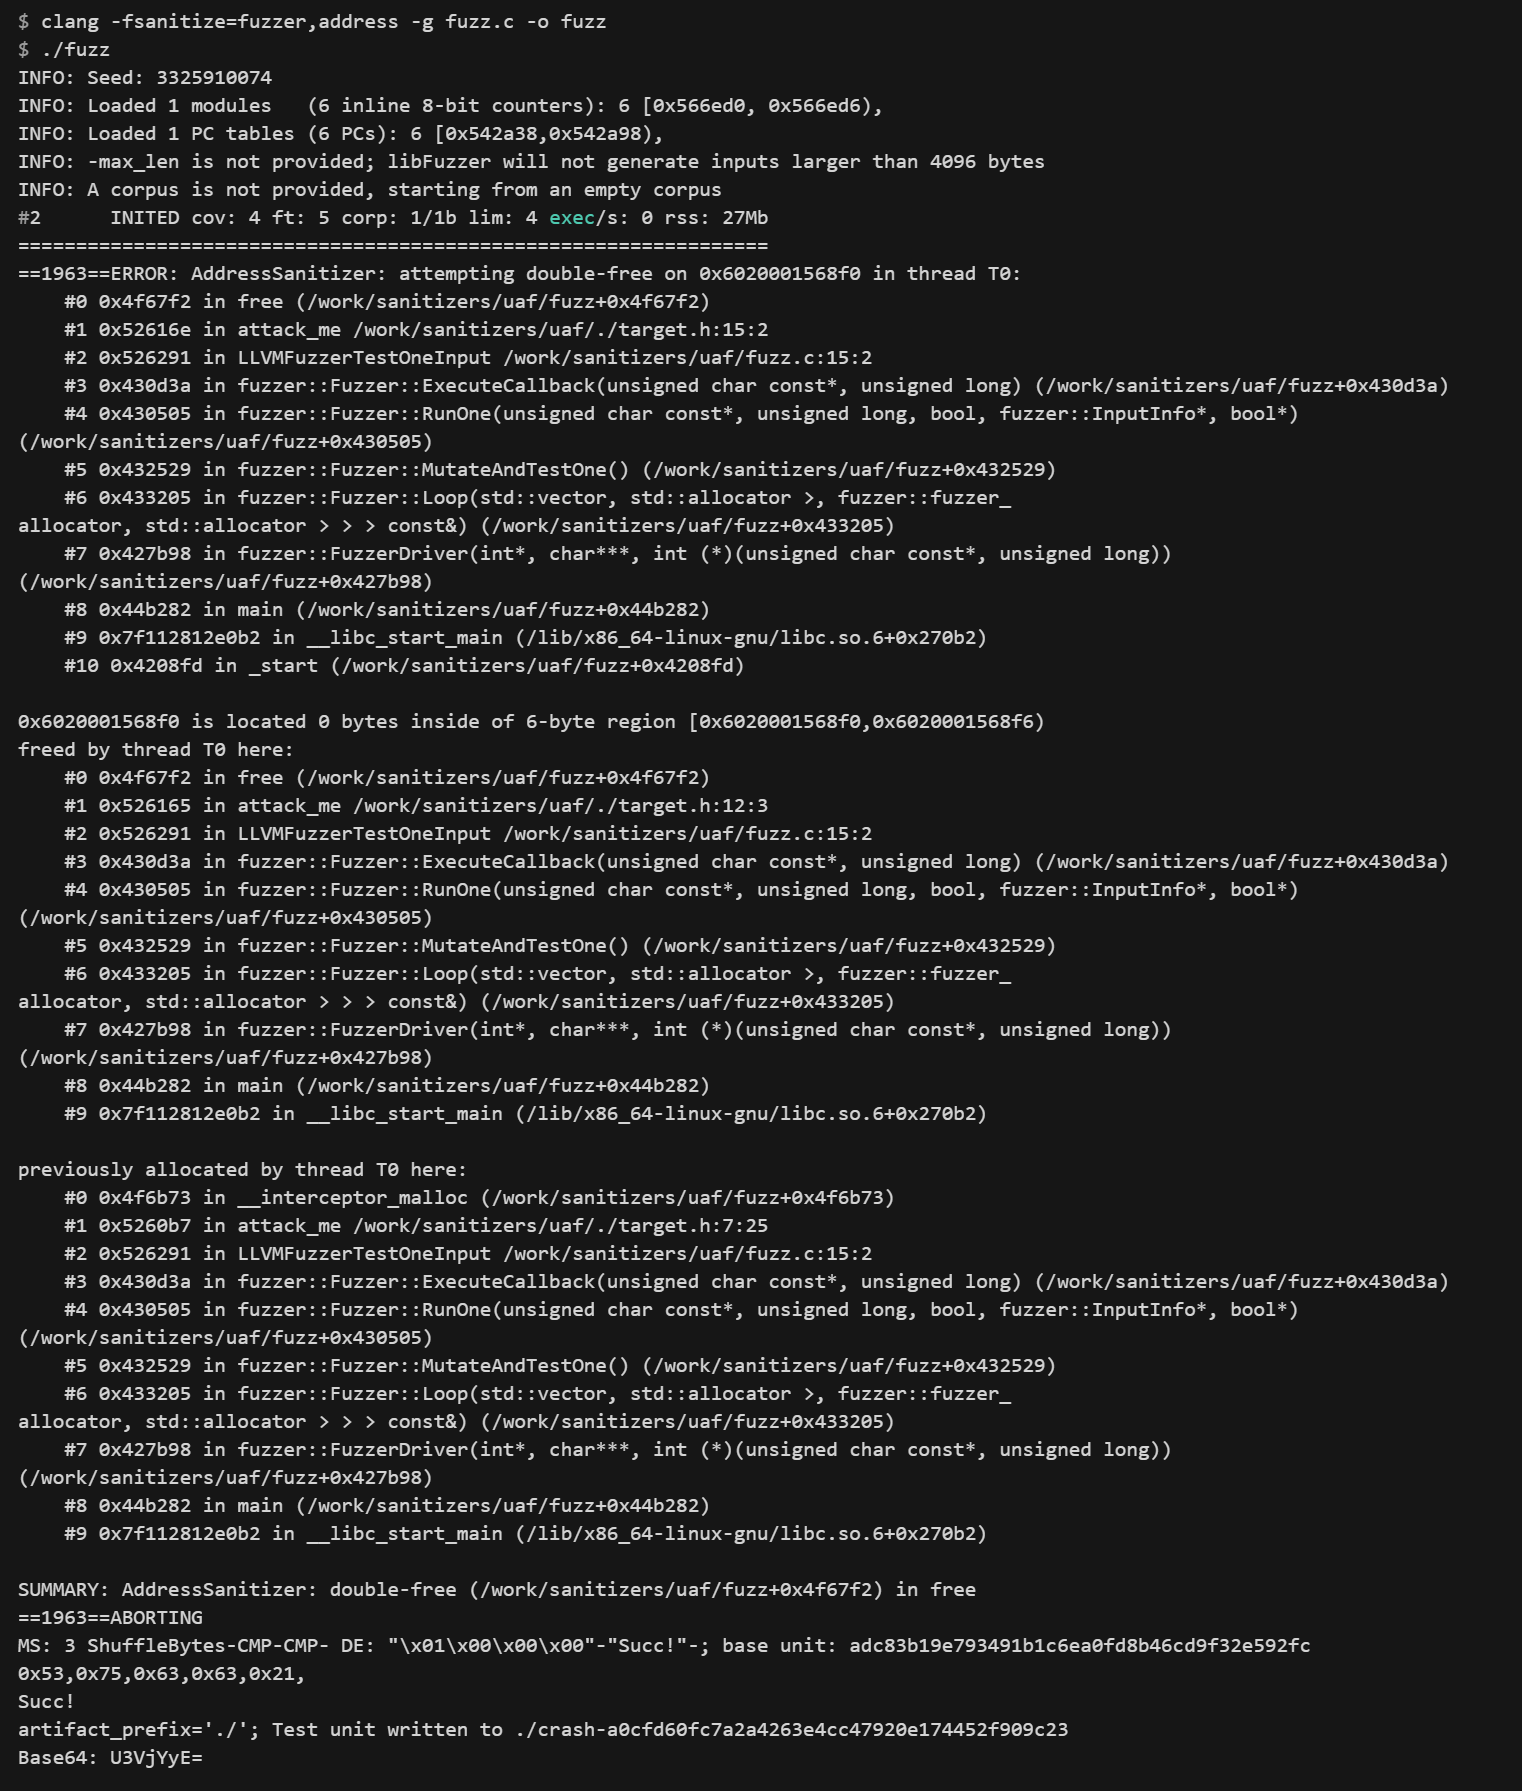 $ clang -fsanitize=fuzzer,address -g fuzz.c -o fuzz
$ ./fuzz
INFO: Seed: 3325910074
INFO: Loaded 1 modules   (6 inline 8-bit counters): 6 [0x566ed0, 0x566ed6),
INFO: Loaded 1 PC tables (6 PCs): 6 [0x542a38,0x542a98),
INFO: -max_len is not provided; libFuzzer will not generate inputs larger than 4096 bytes
INFO: A corpus is not provided, starting from an empty corpus
#2      INITED cov: 4 ft: 5 corp: 1/1b lim: 4 exec/s: 0 rss: 27Mb
=================================================================
==1963==ERROR: AddressSanitizer: attempting double-free on 0x6020001568f0 in thread T0:
    #0 0x4f67f2 in free (/work/sanitizers/uaf/fuzz+0x4f67f2)
    #1 0x52616e in attack_me /work/sanitizers/uaf/./target.h:15:2
    #2 0x526291 in LLVMFuzzerTestOneInput /work/sanitizers/uaf/fuzz.c:15:2
    #3 0x430d3a in fuzzer::Fuzzer::ExecuteCallback(unsigned char const*, unsigned long) (/work/sanitizers/uaf/fuzz+0x430d3a)
    #4 0x430505 in fuzzer::Fuzzer::RunOne(unsigned char const*, unsigned long, bool, fuzzer::InputInfo*, bool*)
(/work/sanitizers/uaf/fuzz+0x430505)
    #5 0x432529 in fuzzer::Fuzzer::MutateAndTestOne() (/work/sanitizers/uaf/fuzz+0x432529)
    #6 0x433205 in fuzzer::Fuzzer::Loop(std::vector, std::allocator >, fuzzer::fuzzer_
allocator, std::allocator > > > const&) (/work/sanitizers/uaf/fuzz+0x433205)
    #7 0x427b98 in fuzzer::FuzzerDriver(int*, char***, int (*)(unsigned char const*, unsigned long))
(/work/sanitizers/uaf/fuzz+0x427b98)
    #8 0x44b282 in main (/work/sanitizers/uaf/fuzz+0x44b282)
    #9 0x7f112812e0b2 in __libc_start_main (/lib/x86_64-linux-gnu/libc.so.6+0x270b2)
    #10 0x4208fd in _start (/work/sanitizers/uaf/fuzz+0x4208fd)

0x6020001568f0 is located 0 bytes inside of 6-byte region [0x6020001568f0,0x6020001568f6)
freed by thread T0 here:
    #0 0x4f67f2 in free (/work/sanitizers/uaf/fuzz+0x4f67f2)
    #1 0x526165 in attack_me /work/sanitizers/uaf/./target.h:12:3
    #2 0x526291 in LLVMFuzzerTestOneInput /work/sanitizers/uaf/fuzz.c:15:2
    #3 0x430d3a in fuzzer::Fuzzer::ExecuteCallback(unsigned char const*, unsigned long) (/work/sanitizers/uaf/fuzz+0x430d3a)
    #4 0x430505 in fuzzer::Fuzzer::RunOne(unsigned char const*, unsigned long, bool, fuzzer::InputInfo*, bool*)
(/work/sanitizers/uaf/fuzz+0x430505)
    #5 0x432529 in fuzzer::Fuzzer::MutateAndTestOne() (/work/sanitizers/uaf/fuzz+0x432529)
    #6 0x433205 in fuzzer::Fuzzer::Loop(std::vector, std::allocator >, fuzzer::fuzzer_
allocator, std::allocator > > > const&) (/work/sanitizers/uaf/fuzz+0x433205)
    #7 0x427b98 in fuzzer::FuzzerDriver(int*, char***, int (*)(unsigned char const*, unsigned long))
(/work/sanitizers/uaf/fuzz+0x427b98)
    #8 0x44b282 in main (/work/sanitizers/uaf/fuzz+0x44b282)
    #9 0x7f112812e0b2 in __libc_start_main (/lib/x86_64-linux-gnu/libc.so.6+0x270b2)

previously allocated by thread T0 here:
    #0 0x4f6b73 in __interceptor_malloc (/work/sanitizers/uaf/fuzz+0x4f6b73)
    #1 0x5260b7 in attack_me /work/sanitizers/uaf/./target.h:7:25
    #2 0x526291 in LLVMFuzzerTestOneInput /work/sanitizers/uaf/fuzz.c:15:2
    #3 0x430d3a in fuzzer::Fuzzer::ExecuteCallback(unsigned char const*, unsigned long) (/work/sanitizers/uaf/fuzz+0x430d3a)
    #4 0x430505 in fuzzer::Fuzzer::RunOne(unsigned char const*, unsigned long, bool, fuzzer::InputInfo*, bool*)
(/work/sanitizers/uaf/fuzz+0x430505)
    #5 0x432529 in fuzzer::Fuzzer::MutateAndTestOne() (/work/sanitizers/uaf/fuzz+0x432529)
    #6 0x433205 in fuzzer::Fuzzer::Loop(std::vector, std::allocator >, fuzzer::fuzzer_
allocator, std::allocator > > > const&) (/work/sanitizers/uaf/fuzz+0x433205)
    #7 0x427b98 in fuzzer::FuzzerDriver(int*, char***, int (*)(unsigned char const*, unsigned long))
(/work/sanitizers/uaf/fuzz+0x427b98)
    #8 0x44b282 in main (/work/sanitizers/uaf/fuzz+0x44b282)
    #9 0x7f112812e0b2 in __libc_start_main (/lib/x86_64-linux-gnu/libc.so.6+0x270b2)

SUMMARY: AddressSanitizer: double-free (/work/sanitizers/uaf/fuzz+0x4f67f2) in free
==1963==ABORTING
MS: 3 ShuffleBytes-CMP-CMP- DE: "\x01\x00\x00\x00"-"Succ!"-; base unit: adc83b19e793491b1c6ea0fd8b46cd9f32e592fc
0x53,0x75,0x63,0x63,0x21,
Succ!
artifact_prefix='./'; Test unit written to ./crash-a0cfd60fc7a2a4263e4cc47920e174452f909c23
Base64: U3VjYyE=